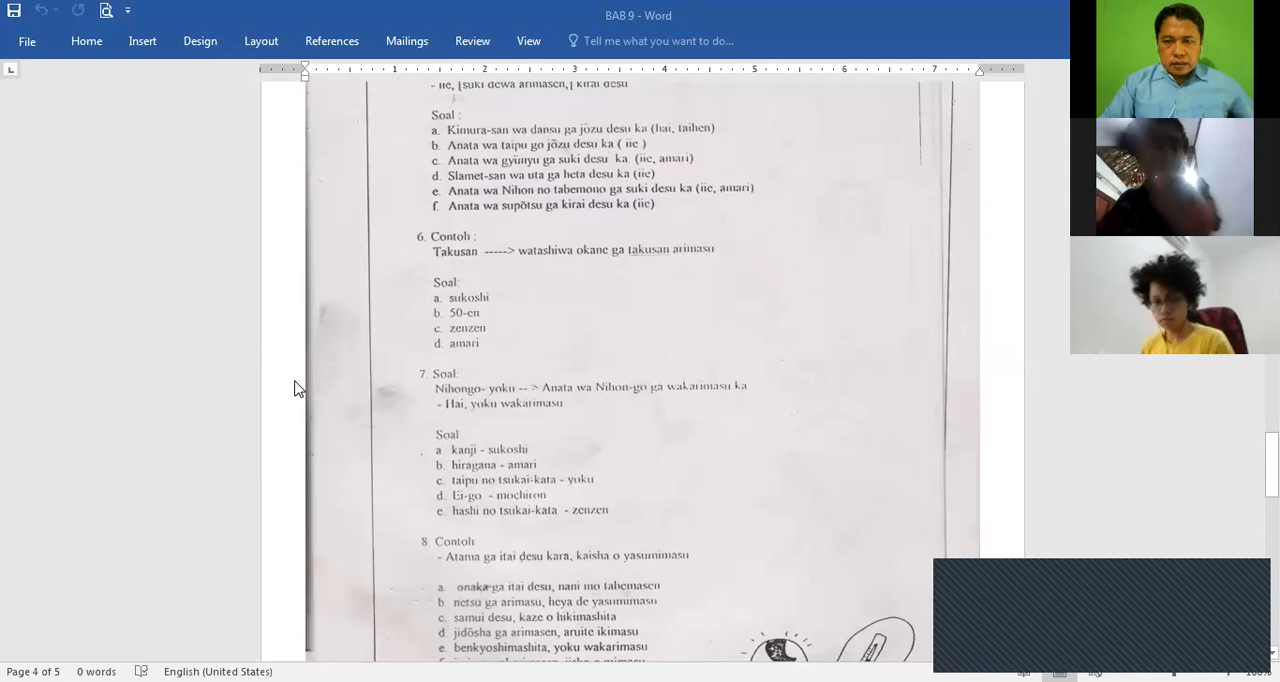 BAB 9 - Word
File Home Insert Design Layout References Mailings Review View Tell me what you want to do...
1 2 3 4 5 6 7
- iie, [suki dewa arimasen,] kirai desu
Soal :
a. Kimura-san wa dansu ga jōzu desu ka (hai, taihen)
b. Anata wa taipu go jōzu desu ka ( iie )
c. Anata wa gyūnyu ga suki desu ka (iie, amari)
d. Slamet-san wa uta ga heta desu ka (iie)
e. Anata wa Nihon no tabemono ga suki desu ka (iie, amari)
f. Anata wa supōtsu ga kirai desu ka (iie)
6. Contoh :
Takusan -----> watashiwa okane ga takusan arimasu
Soal:
a. sukoshi
b. 50-en
c. zenzen
d. amari
7. Soal:
Nihongo- yoku -- > Anata wa Nihon-go ga wakarimasu ka
- Hai, yoku wakarimasu
Soal
a. kanji - sukoshi
b. hiragana - amari
c. taipu no tsukai-kata - yoku
d. Ei-go - mochiron
e. hashi no tsukai-kata - zenzen
8. Contoh:
- Atama ga itai desu kara, kaisha o yasumimasu
a. onaka ga itai desu, nani mo tabemasen
b. netsu ga arimasu, heya de yasumimasu
c. samui desu, kaze o hikimashita
d. jidōsha ga arimasen, aruite ikimasu
e. benkyoshimashita, yoku wakarimasu
Page 4 of 5 0 words English (United States)